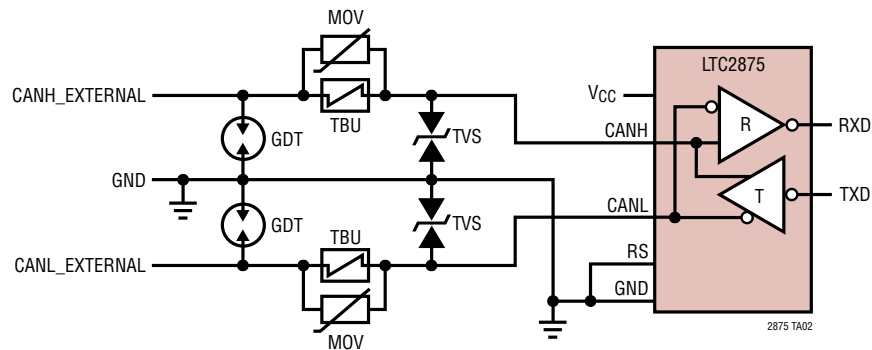 MOV
LTC2875
CANH_EXTERNAL
VCC
TBU
GDT
TVS
CANH
R
RXD
GND
CANL
T
TXD
GDT
TBU
TVS
CANL_EXTERNAL
RS
GND
MOV
2875 TA02